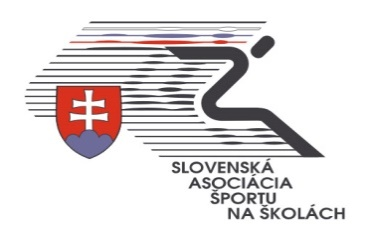 SLOVENSKÁ
ASOCIÁCIA
ŠPORTU
NA ŠKOLÁCH